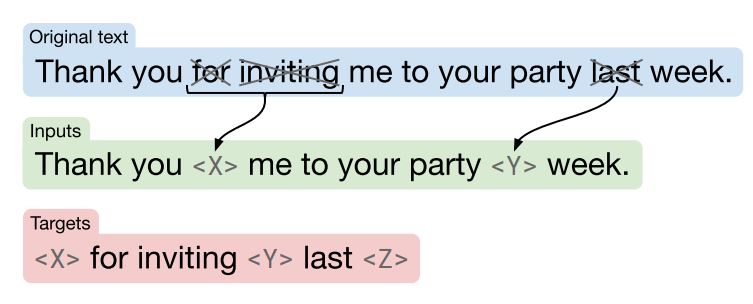 Original text
Thank you for inviting me to your party last week.
Inputs
Thank you <X> me to your party <Y> week.
Targets
<X> for inviting <Y> last <Z>